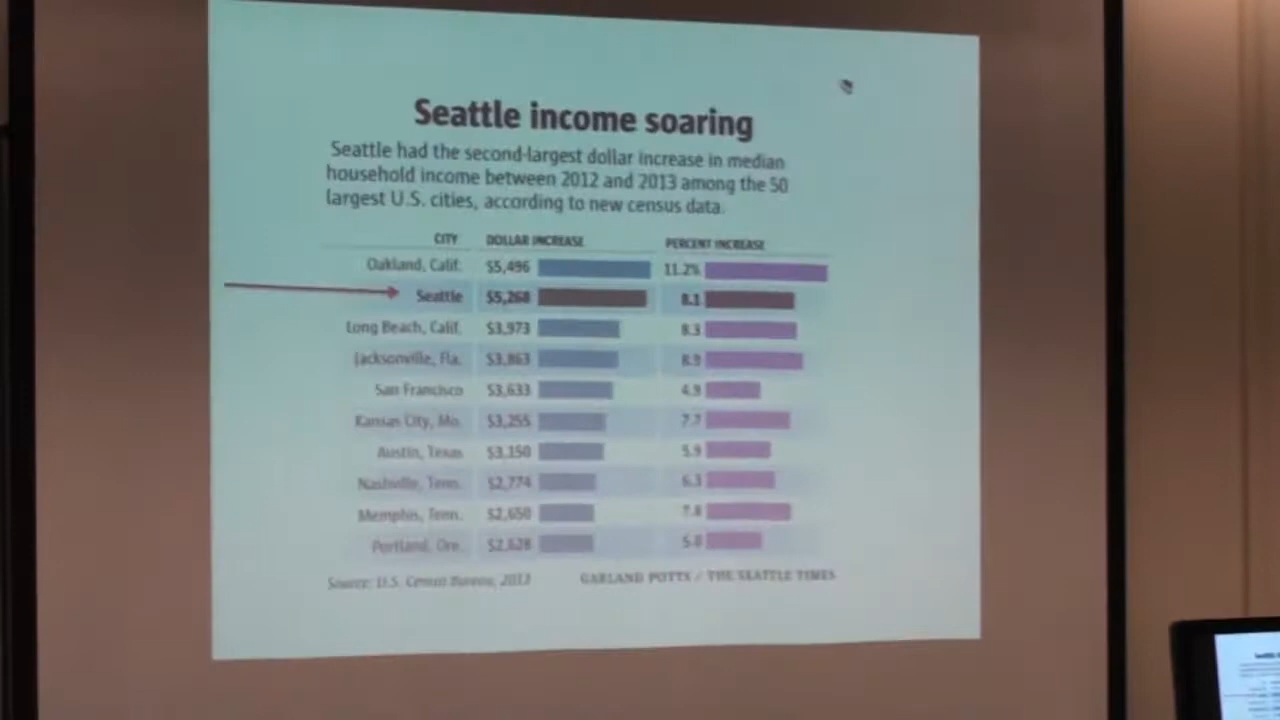 Seattle income soaring
Seattle had the second-largest dollar increase in median
household income between 2012 and 2013 among the 50
largest U.S. cities, according to new census data.
CITY DOLLAR INCREASE PERCENT INCREASE
Oakland, Calif. $5,496 11.2%
Seattle $5,268 8.1
Long Beach, Calif. $3,973 8.3
Jacksonville, Fla. $3,863 8.9
San Francisco $3,633 4.9
Kansas City, Mo. $3,255 7.7
Austin, Texas $3,150 5.9
Nashville, Tenn. $2,774 6.3
Memphis, Tenn. $2,650 7.8
Portland, Ore. $2,628 5.0
Source: U.S. Census Bureau, 2013 GARLAND POTTS / THE SEATTLE TIMES